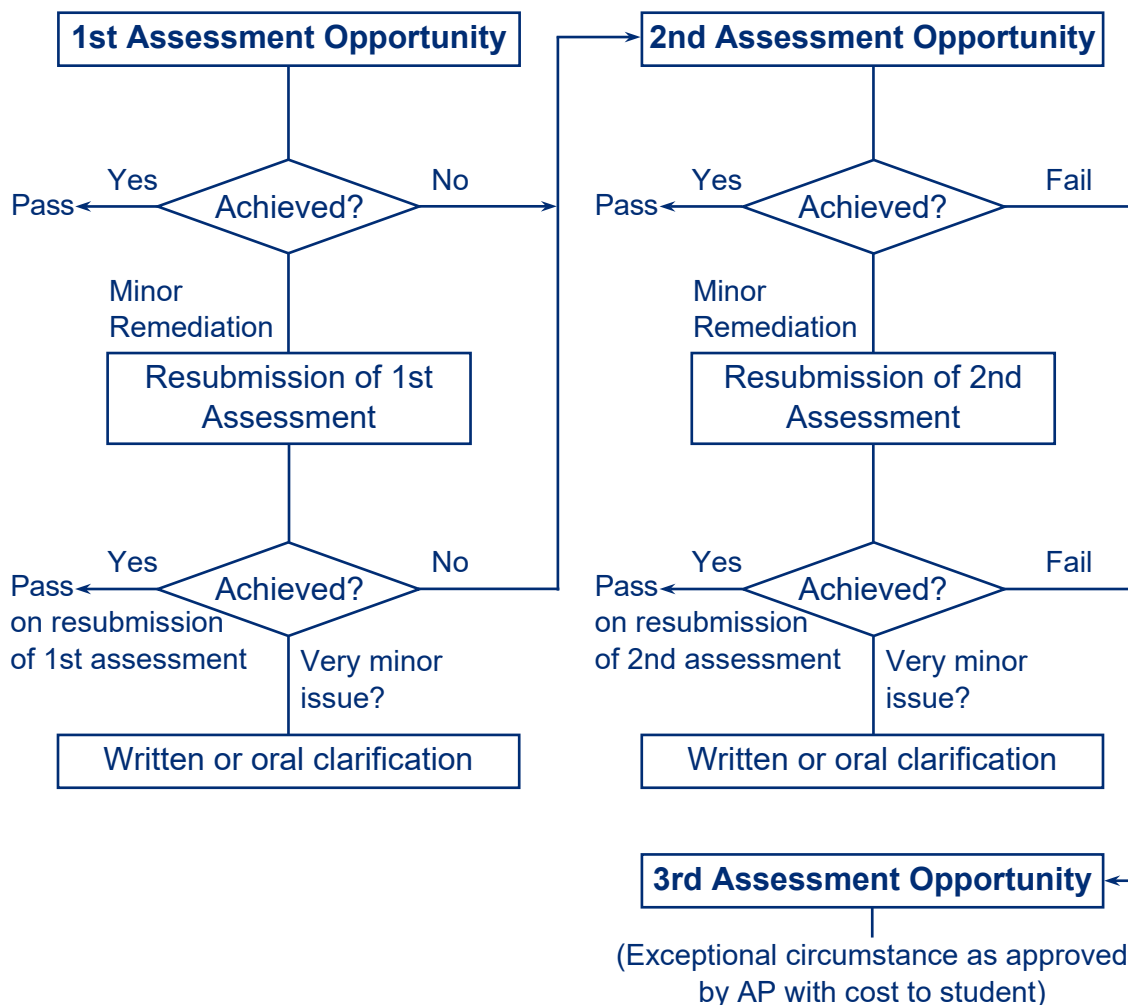 1st Assessment Opportunity
Yes
No
Pass
Achieved?
Minor
Remediation
Resubmission of 1st
Assessment
Yes
No
Pass
Achieved?
on resubmission
of 1st assessment
Very minor
issue?
Written or oral clarification
2nd Assessment Opportunity
Yes
Fail
Pass
Achieved?
Minor
Remediation
Resubmission of 2nd
Assessment
Yes
Fail
Pass
Achieved?
on resubmission
of 2nd assessment
Very minor
issue?
Written or oral clarification
3rd Assessment Opportunity
(Exceptional circumstance as approved
by AP with cost to student)